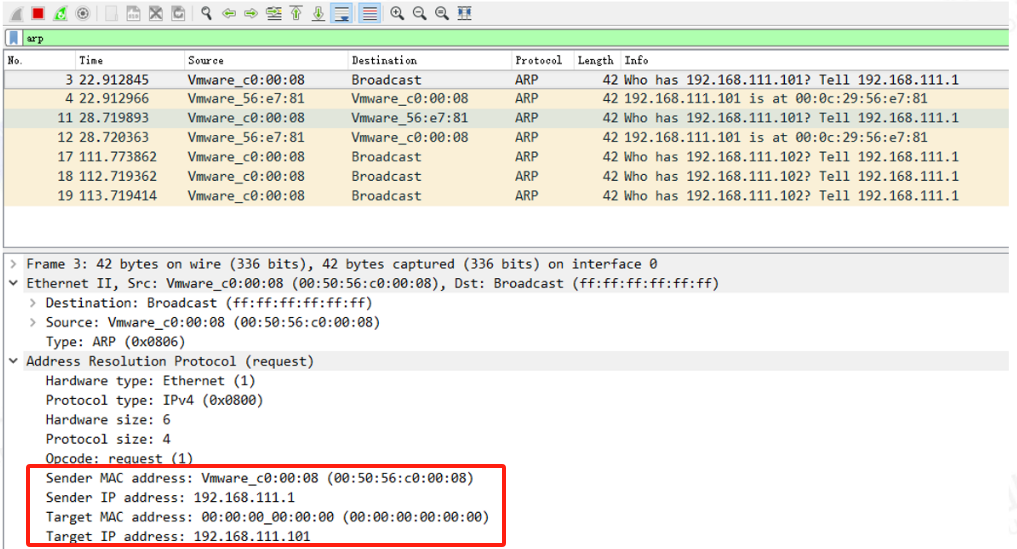 arp
No. Time Source Destination Protocol Length Info
3 22.912845 Vmware_c0:00:08 Broadcast ARP 42 Who has 192.168.111.101? Tell 192.168.111.1
4 22.912966 Vmware_56:e7:81 Vmware_c0:00:08 ARP 42 192.168.111.101 is at 00:0c:29:56:e7:81
11 28.719893 Vmware_c0:00:08 Vmware_56:e7:81 ARP 42 Who has 192.168.111.101? Tell 192.168.111.1
12 28.720363 Vmware_56:e7:81 Vmware_c0:00:08 ARP 42 192.168.111.101 is at 00:0c:29:56:e7:81
17 111.773862 Vmware_c0:00:08 Broadcast ARP 42 Who has 192.168.111.102? Tell 192.168.111.1
18 112.719362 Vmware_c0:00:08 Broadcast ARP 42 Who has 192.168.111.102? Tell 192.168.111.1
19 113.719414 Vmware_c0:00:08 Broadcast ARP 42 Who has 192.168.111.102? Tell 192.168.111.1
Frame 3: 42 bytes on wire (336 bits), 42 bytes captured (336 bits) on interface 0
Ethernet II, Src: Vmware_c0:00:08 (00:50:56:c0:00:08), Dst: Broadcast (ff:ff:ff:ff:ff:ff)
Destination: Broadcast (ff:ff:ff:ff:ff:ff)
Source: Vmware_c0:00:08 (00:50:56:c0:00:08)
Type: ARP (0x0806)
Address Resolution Protocol (request)
Hardware type: Ethernet (1)
Protocol type: IPv4 (0x0800)
Hardware size: 6
Protocol size: 4
Opcode: request (1)
Sender MAC address: Vmware_c0:00:08 (00:50:56:c0:00:08)
Sender IP address: 192.168.111.1
Target MAC address: 00:00:00_00:00:00 (00:00:00:00:00:00)
Target IP address: 192.168.111.101